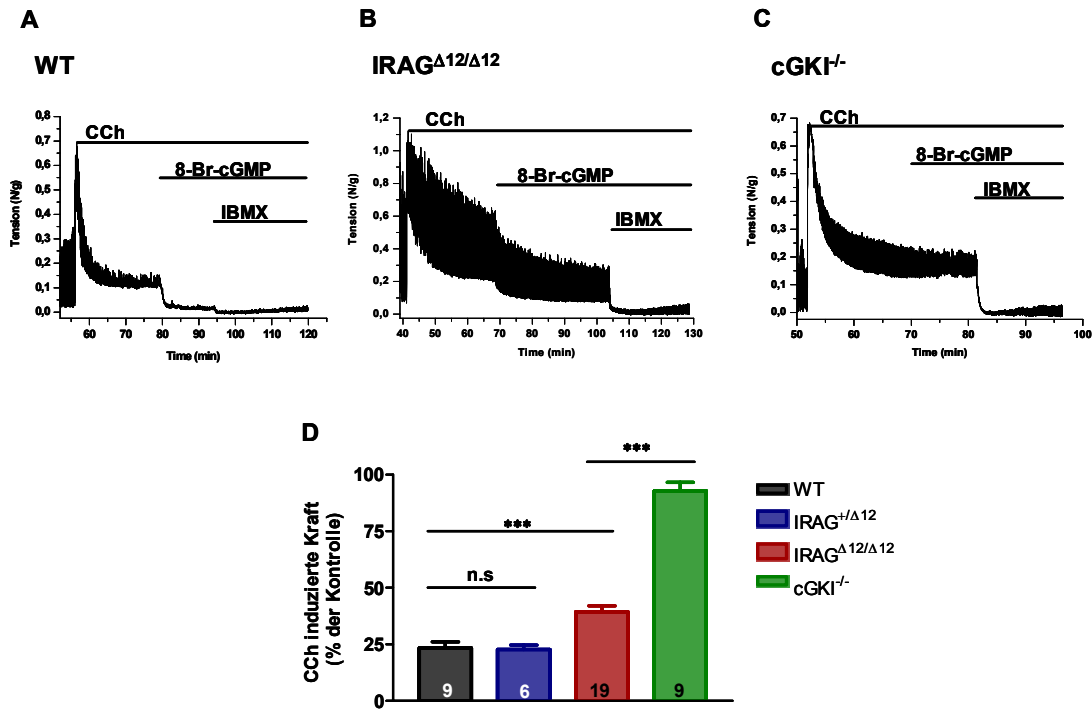 A
B
C
WT
IRAG^Δ12/Δ12
cGKI^-/-
0,8
0,7
0,6
0,5
0,4
0,3
0,2
0,1
0,0
Tension (N/g)
CCh
8-Br-cGMP
IBMX
60 70 80 90 100 110 120
Time (min)
1,2
1,0
0,8
0,6
0,4
0,2
0,0
Tension (N/g)
CCh
8-Br-cGMP
IBMX
40 50 60 70 80 90 100 110 120 130
Time (min)
0,7
0,6
0,5
0,4
0,3
0,2
0,1
0,0
Tension (N/g)
CCh
8-Br-cGMP
IBMX
50 60 70 80 90 100
Time (min)
D
CCh induzierte Kraft
(% der Kontrolle)
100
75
50
25
0
***
***
n.s
9 6 19 9
WT
IRAG^+/Δ12
IRAG^Δ12/Δ12
cGKI^-/-